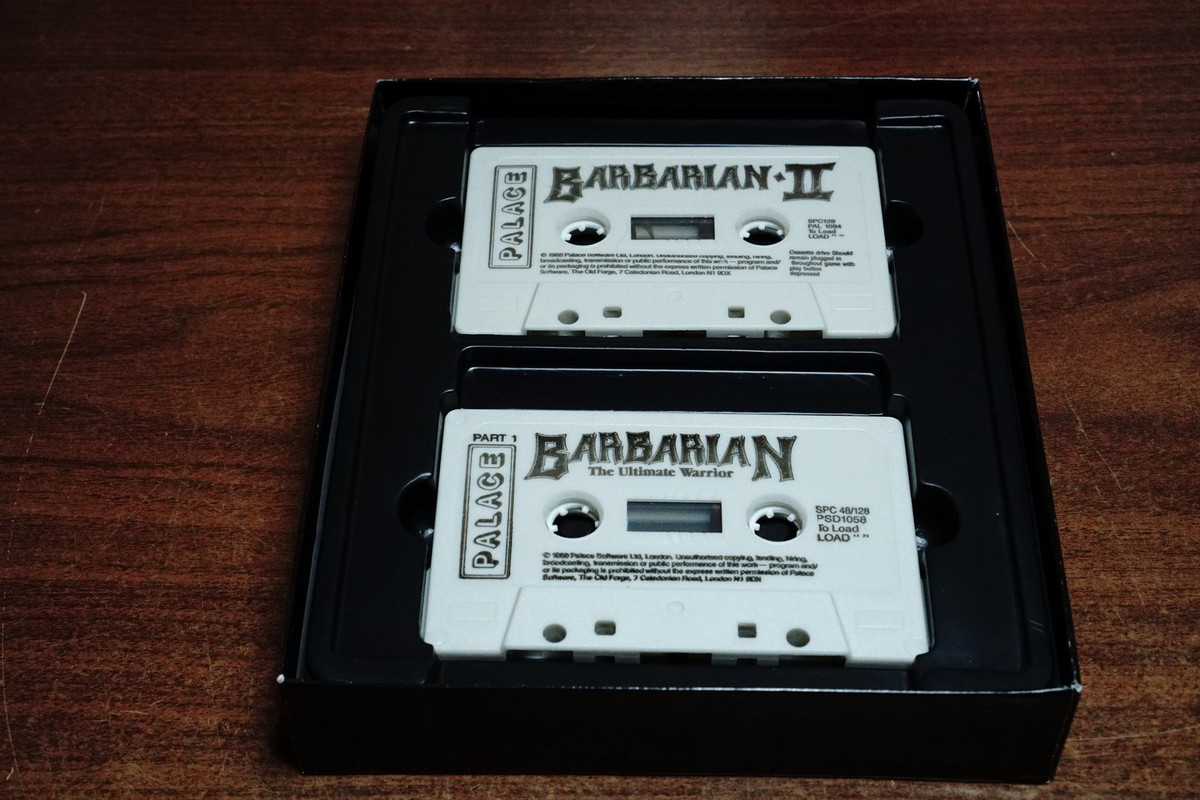 PALACE
BARBARIAN·II
SPC128
PAL 1094
To Load
LOAD " "
© 1988 Palace Software Ltd, London. Unauthorised copying, lending, hiring,
broadcasting, transmission or public performance of this work — program and/
or its packaging is prohibited without the express written permission of Palace
Software, The Old Forge, 7 Caledonian Road, London N1 9DX
Cassette drive Should
remain plugged in
throughout game with
play button
depressed
PART 1
PALACE
BARBARIAN
The Ultimate Warrior
SPC 48/128
PSD1058
To Load
LOAD " "
© 1988 Palace Software Ltd, London. Unauthorised copying, lending, hiring,
broadcasting, transmission or public performance of this work— program and/
or its packaging is prohibited without the express written permission of Palace
Software, The Old Forge, 7 Caledonian Road, London N1 9DX